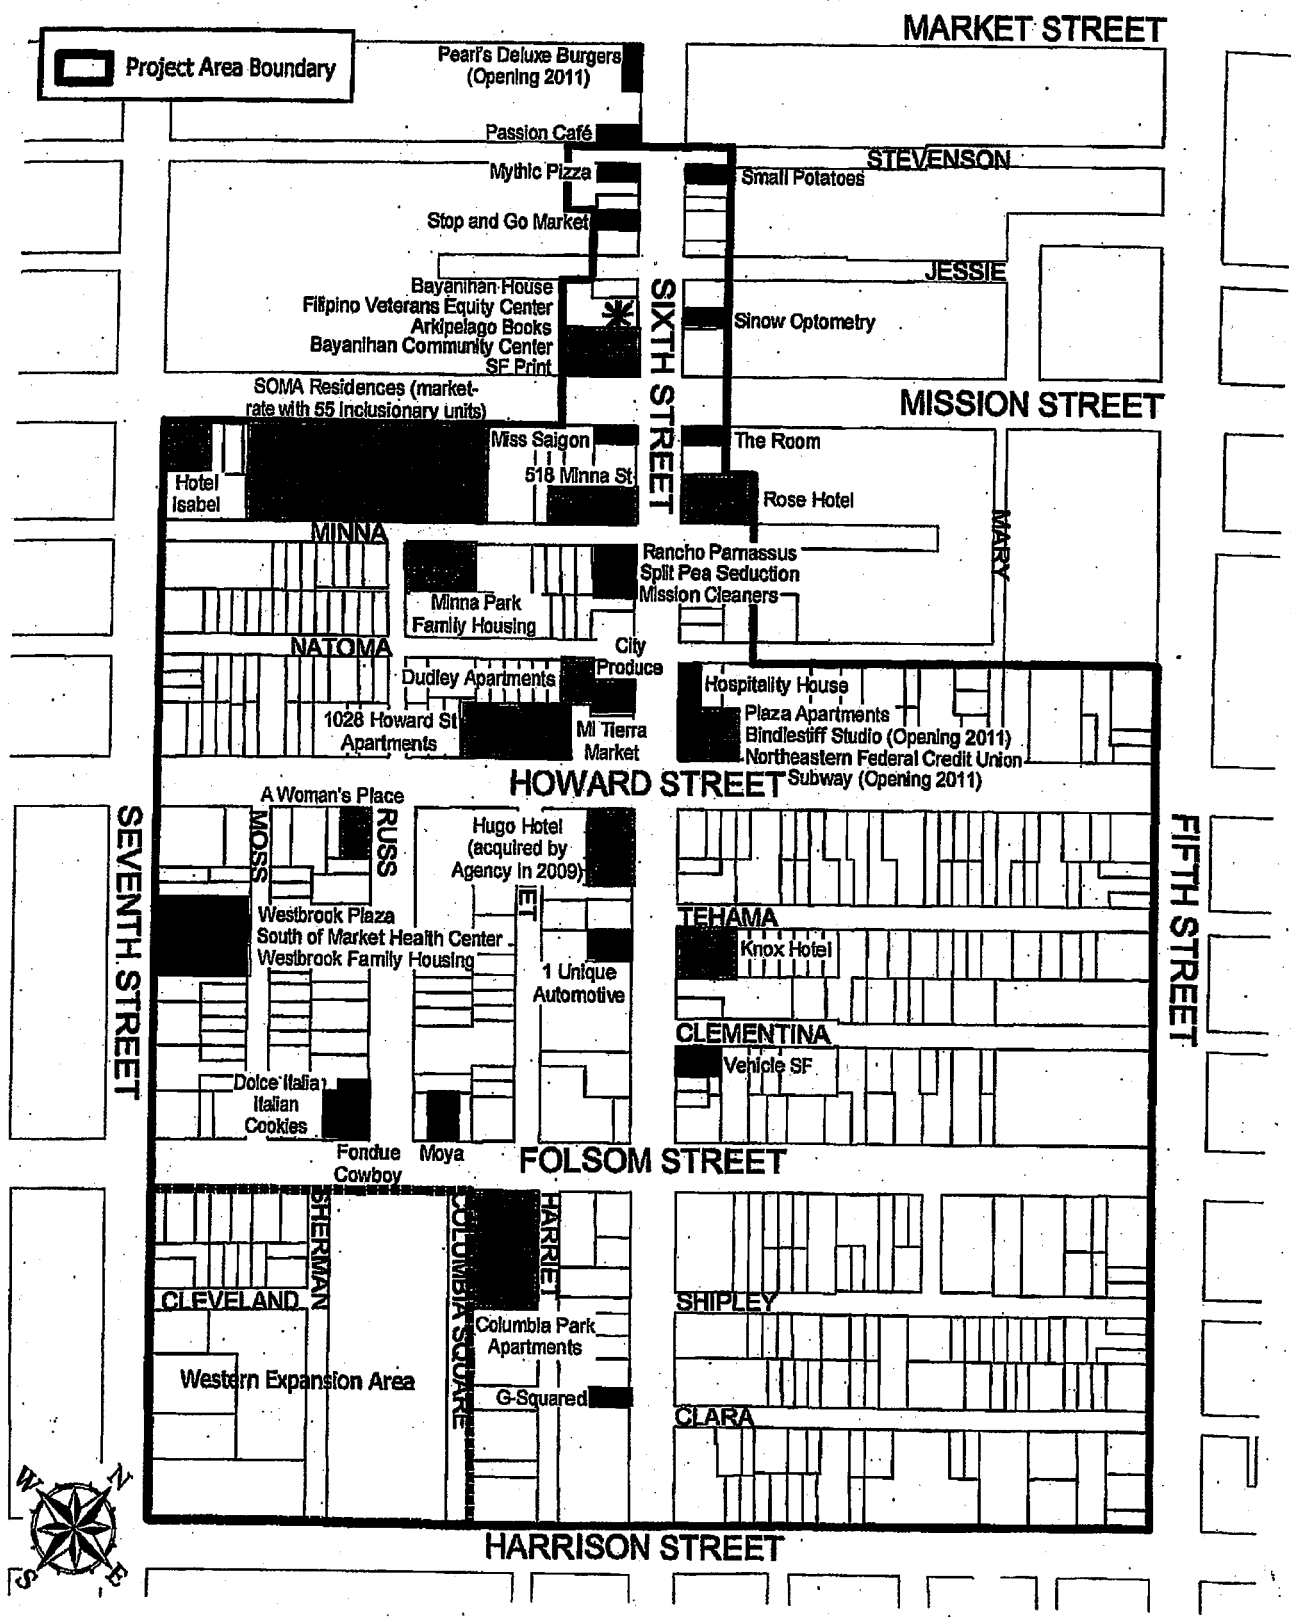 MARKET STREET
Project Area Boundary
Pearl's Deluxe Burgers
(Opening 2011)
Passion Café
STEVENSON
Mythic Pizza
Small Potatoes
Stop and Go Market
JESSIE
Bayanihan House
Filipino Veterans Equity Center
Arkipelago Books
Bayanihan Community Center
SF Print
SIXTH STREET
Sinow Optometry
SOMA Residences (market-
rate with 55 inclusionary units)
MISSION STREET
Miss Saigon
The Room
518 Minna St
Hotel
Isabel
Rose Hotel
MINNA
MARY
Rancho Parnassus
Split Pea Seduction
Mission Cleaners
Minna Park
Family Housing
NATOMA
City
Produce
Dudley Apartments
Hospitality House
1028 Howard St
Apartments
Mi Tierra
Market
Plaza Apartments
Bindlestiff Studio (Opening 2011)
Northeastern Federal Credit Union
Subway (Opening 2011)
HOWARD STREET
A Woman's Place
SEVENTH STREET
MOSS
RUSS
Hugo Hotel
(acquired by
Agency in 2009)
ET
FIFTH STREET
TEHAMA
Westbrook Plaza
South of Market Health Center
Westbrook Family Housing
Knox Hotel
1 Unique
Automotive
CLEMENTINA
Vehicle SF
Dolce Italia
Italian
Cookies
Fondue
Cowboy
Moya
FOLSOM STREET
SHERMAN
COLUMBIA SQUARE
HARRIET
CLEVELAND
SHIPLEY
Columbia Park
Apartments
Western Expansion Area
G-Squared
CLARA
W
N
S
E
HARRISON STREET